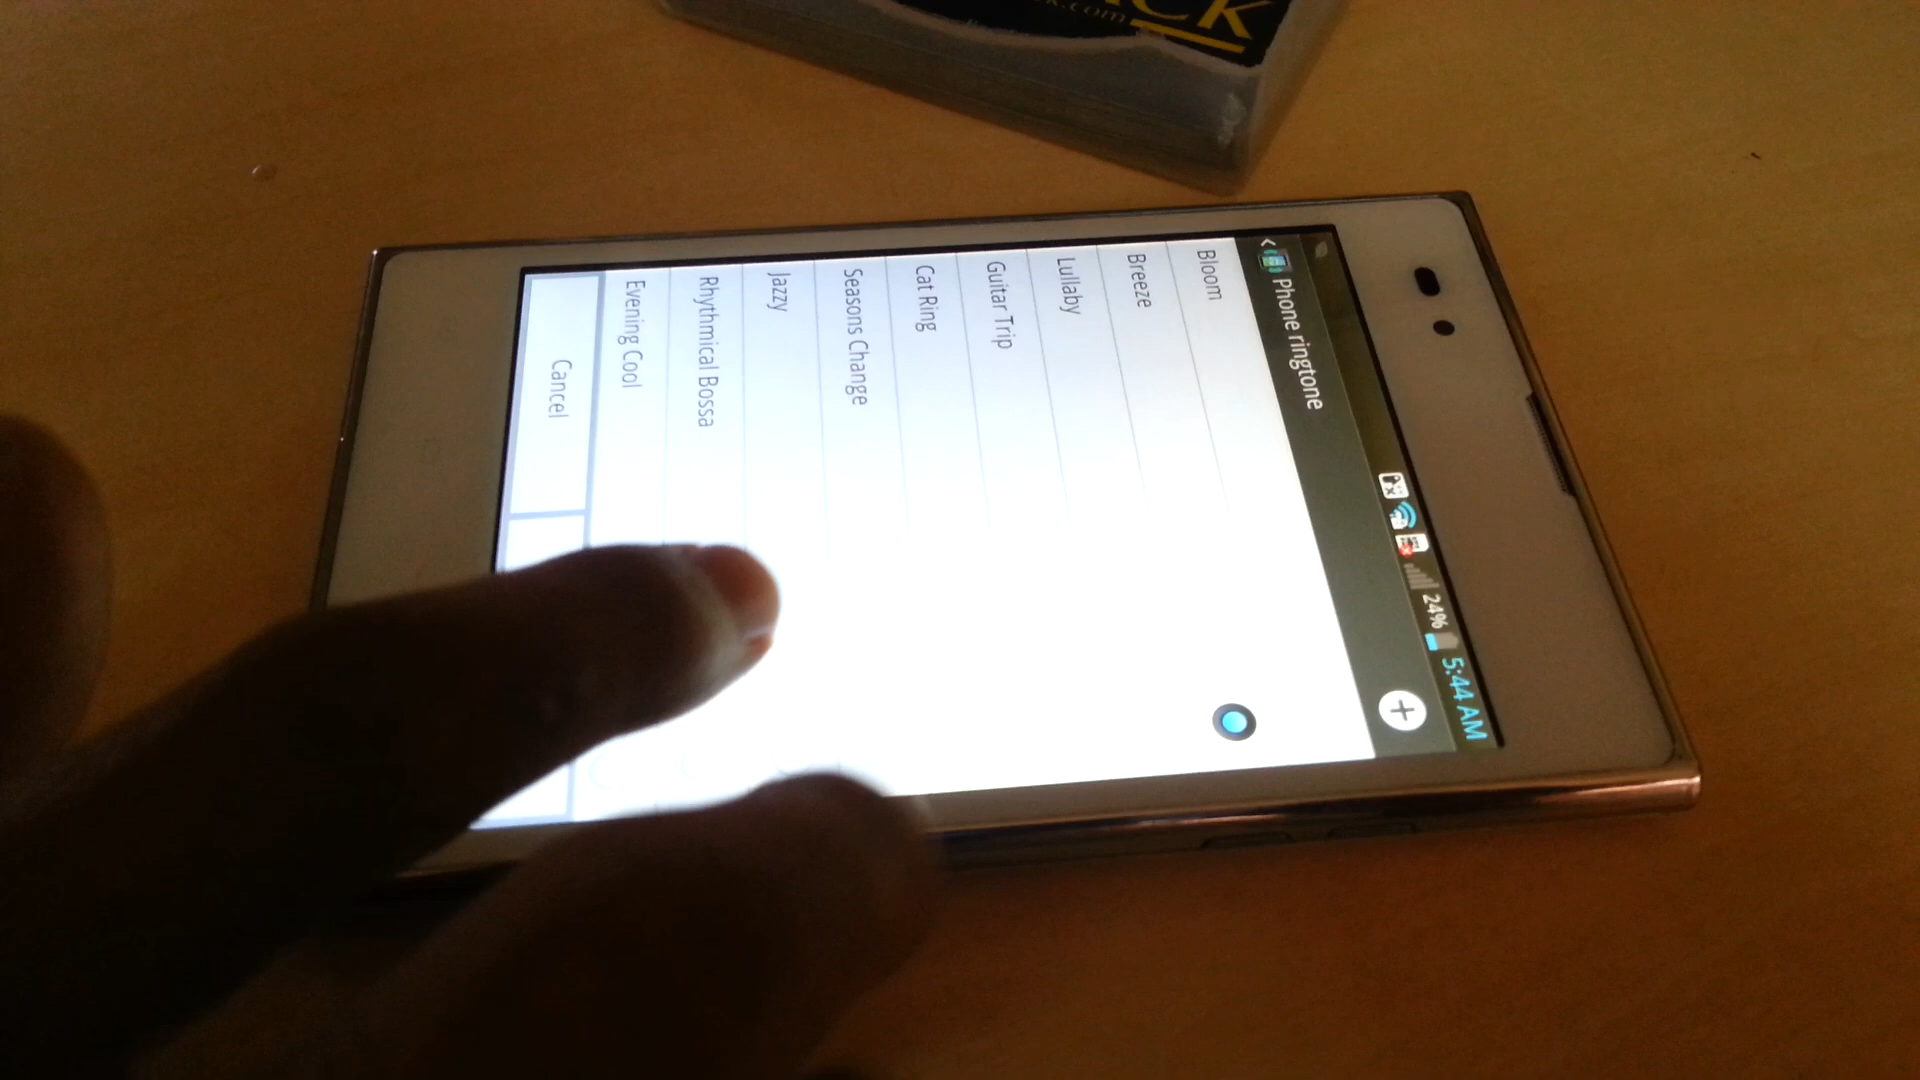 24% 5:44 AM
Phone ringtone
Bloom
Breeze
Lullaby
Guitar Trip
Cat Ring
Seasons Change
Jazzy
Rhythmical Bossa
Evening Cool
Cancel